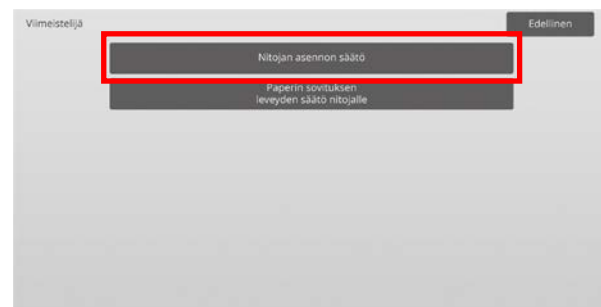 Viimeistelijä
Edellinen
Nitojan asennon säätö
Paperin sovituksen
leveyden säätö nitojalle